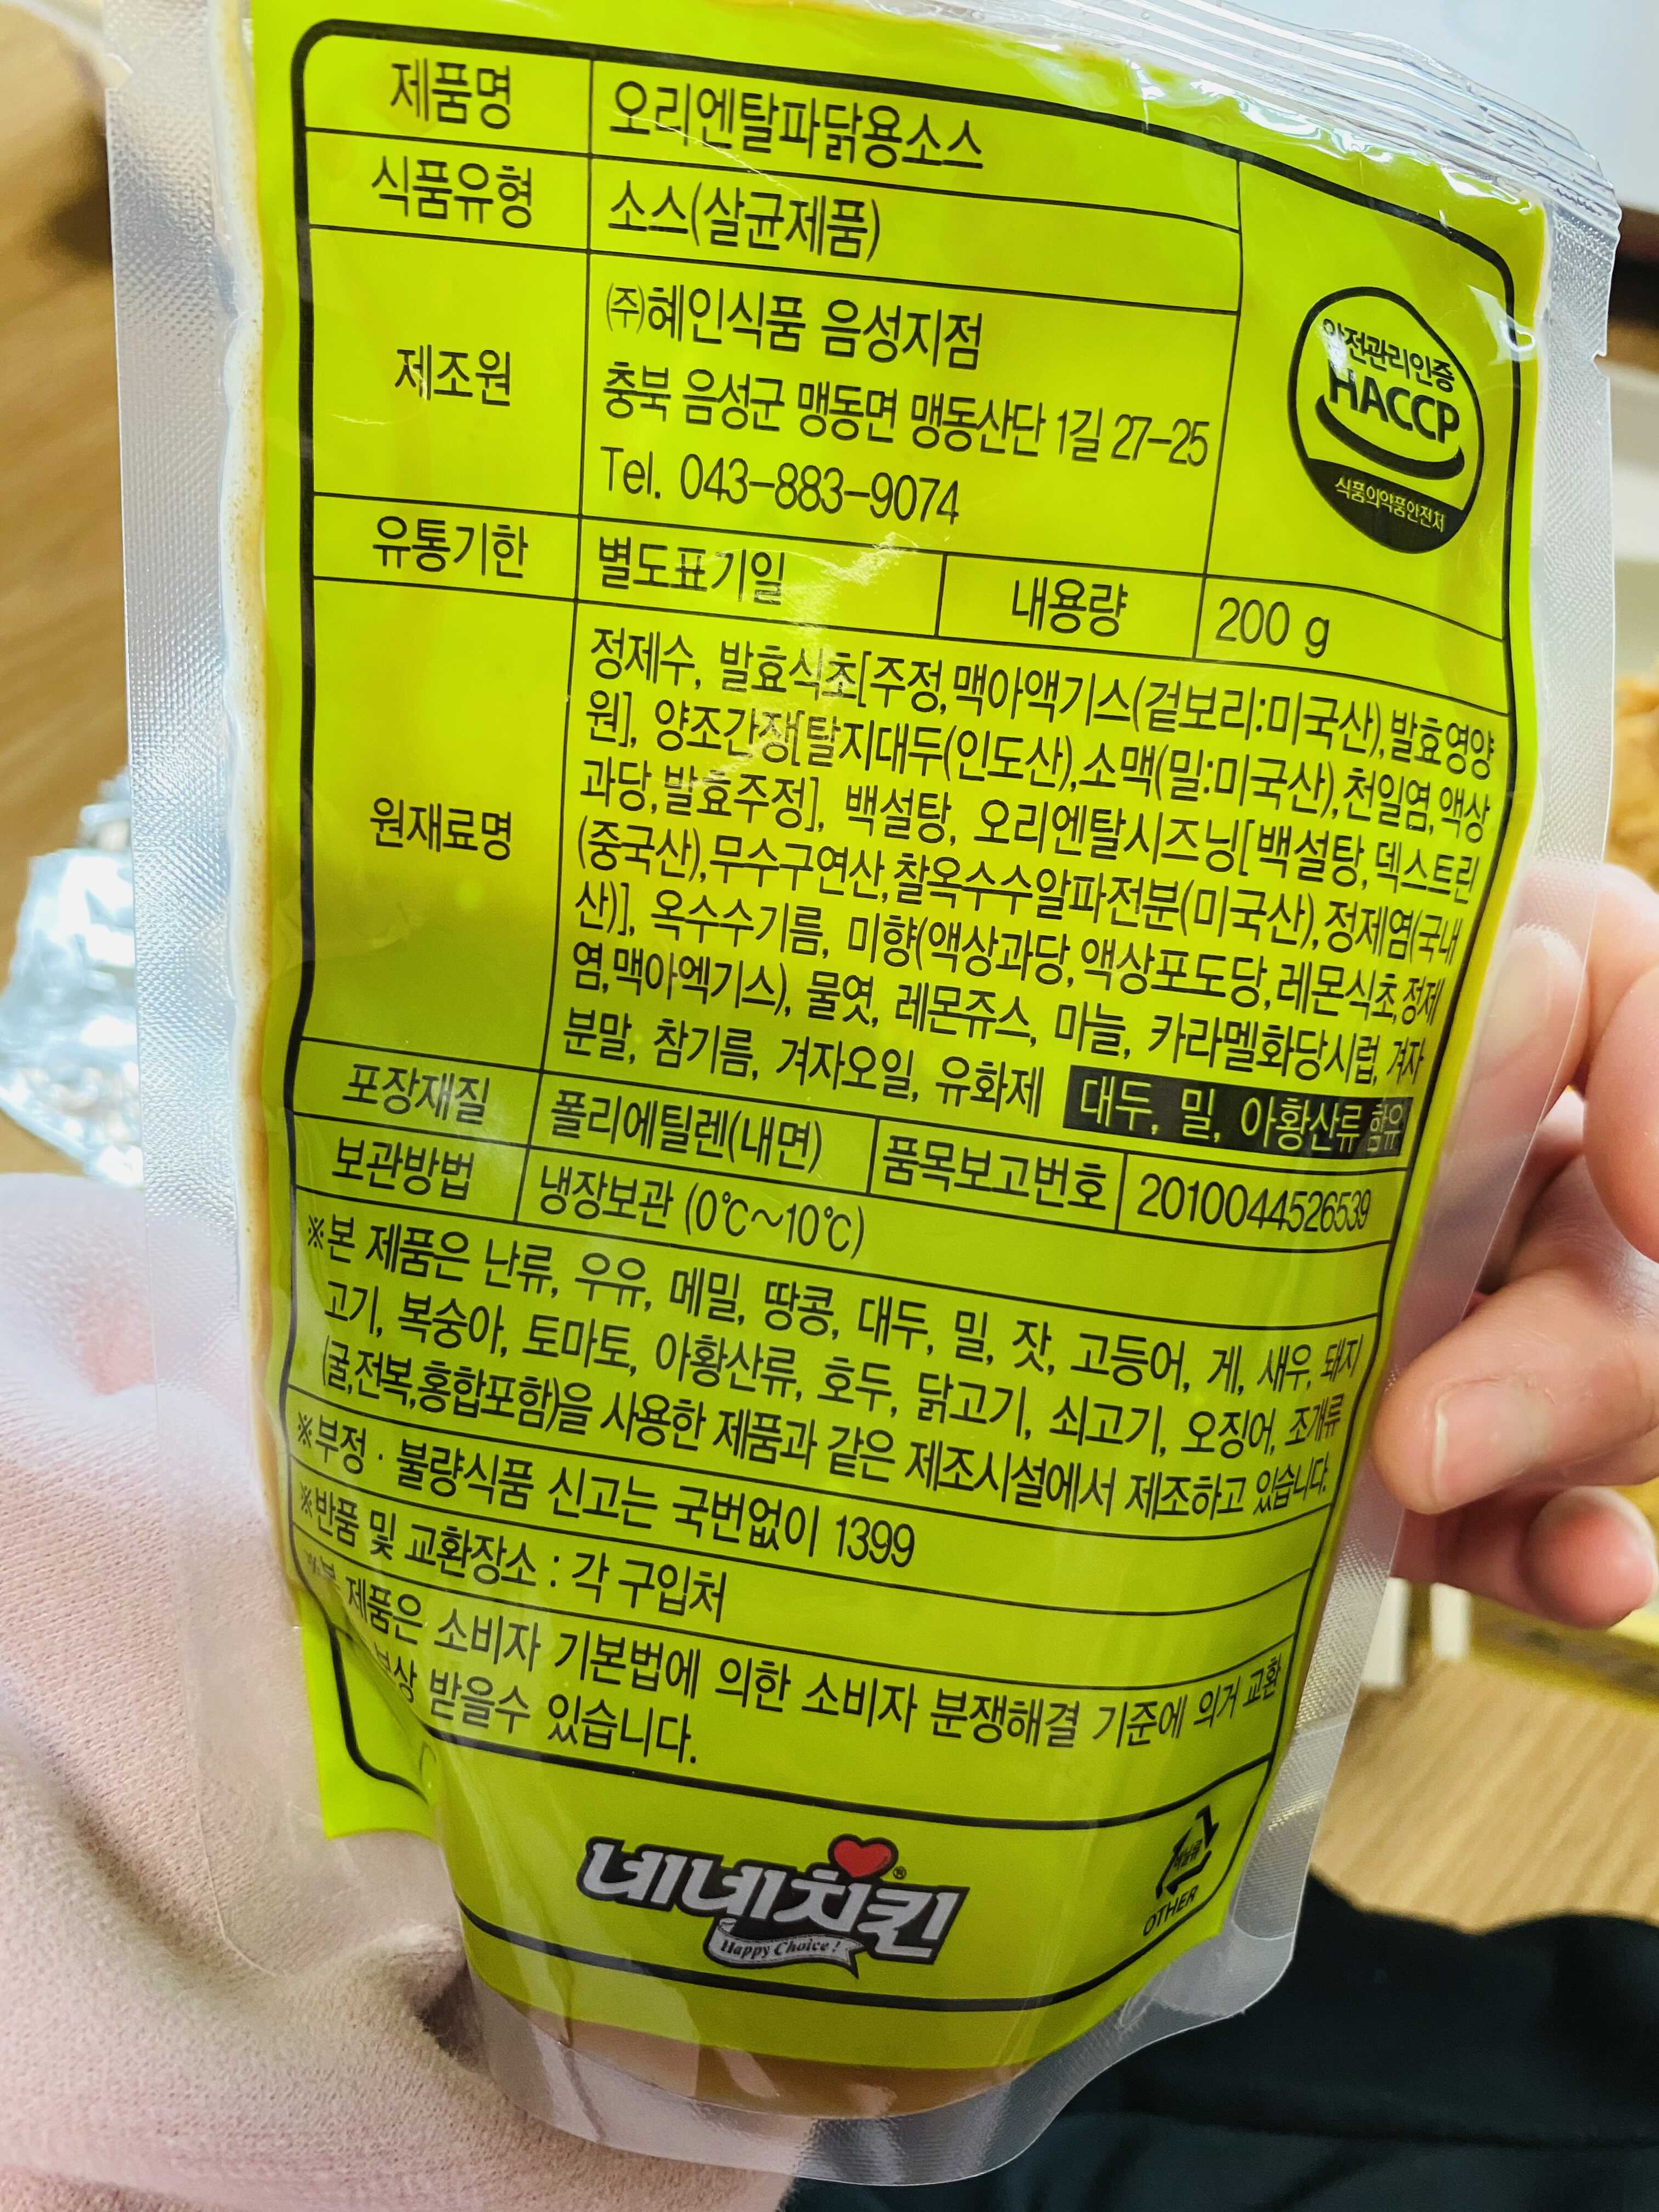 제품명 오리엔탈파닭용소스
식품유형 소스(살균제품)
제조원
㈜혜인식품 음성지점
충북 음성군 맹동면 맹동산단 1길 27-25
Tel. 043-883-9074
안전관리인증
HACCP
식품의약품안전처
유통기한 별도표기일 내용량 200 g
원재료명
정제수, 발효식초[주정,맥아액기스(겉보리:미국산),발효영양
원], 양조간장[탈지대두(인도산),소맥(밀:미국산),천일염,액상
과당,발효주정], 백설탕, 오리엔탈시즈닝[백설탕,덱스트린
(중국산),무수구연산,찰옥수수알파전분(미국산),정제염(국내
산)], 옥수수기름, 미향(액상과당,액상포도당,레몬식초,정제
염,맥아엑기스), 물엿, 레몬쥬스, 마늘, 카라멜화당시럽, 겨자
분말, 참기름, 겨자오일, 유화제 대두, 밀, 아황산류 함유
포장재질 폴리에틸렌(내면) 품목보고번호 2010044526539
보관방법 냉장보관 (0℃~10℃)
※본 제품은 난류, 우유, 메밀, 땅콩, 대두, 밀, 잣, 고등어, 게, 새우, 돼지
고기, 복숭아, 토마토, 아황산류, 호두, 닭고기, 쇠고기, 오징어, 조개류
(굴,전복,홍합포함)을 사용한 제품과 같은 제조시설에서 제조하고 있습니다.
※부정·불량식품 신고는 국번없이 1399
※반품 및 교환장소 : 각 구입처
※본 제품은 소비자 기본법에 의한 소비자 분쟁해결 기준에 의거 교환
보상 받을수 있습니다.
네네치킨®
Happy Choice!
비닐류
OTHER